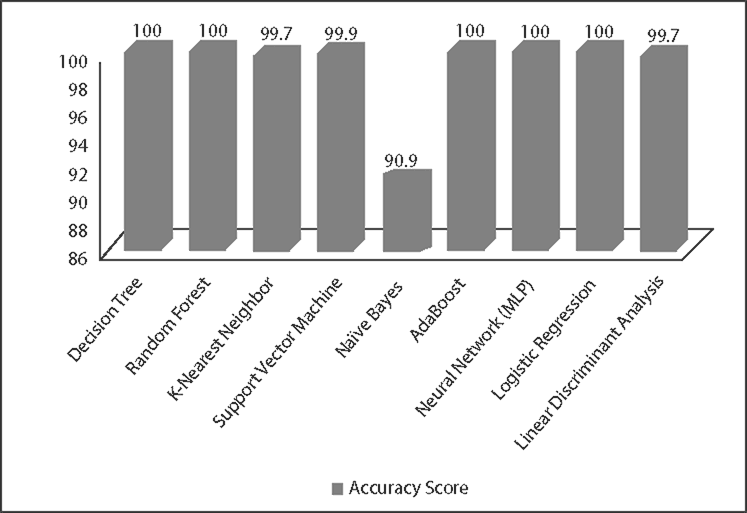 100 100 99.7 99.9 90.9 100 100 100 99.7
100
98
96
94
92
90
88
86
Decision Tree
Random Forest
K-Nearest Neighbor
Support Vector Machine
Naïve Bayes
AdaBoost
Neural Network (MLP)
Logistic Regression
Linear Discriminant Analysis
Accuracy Score